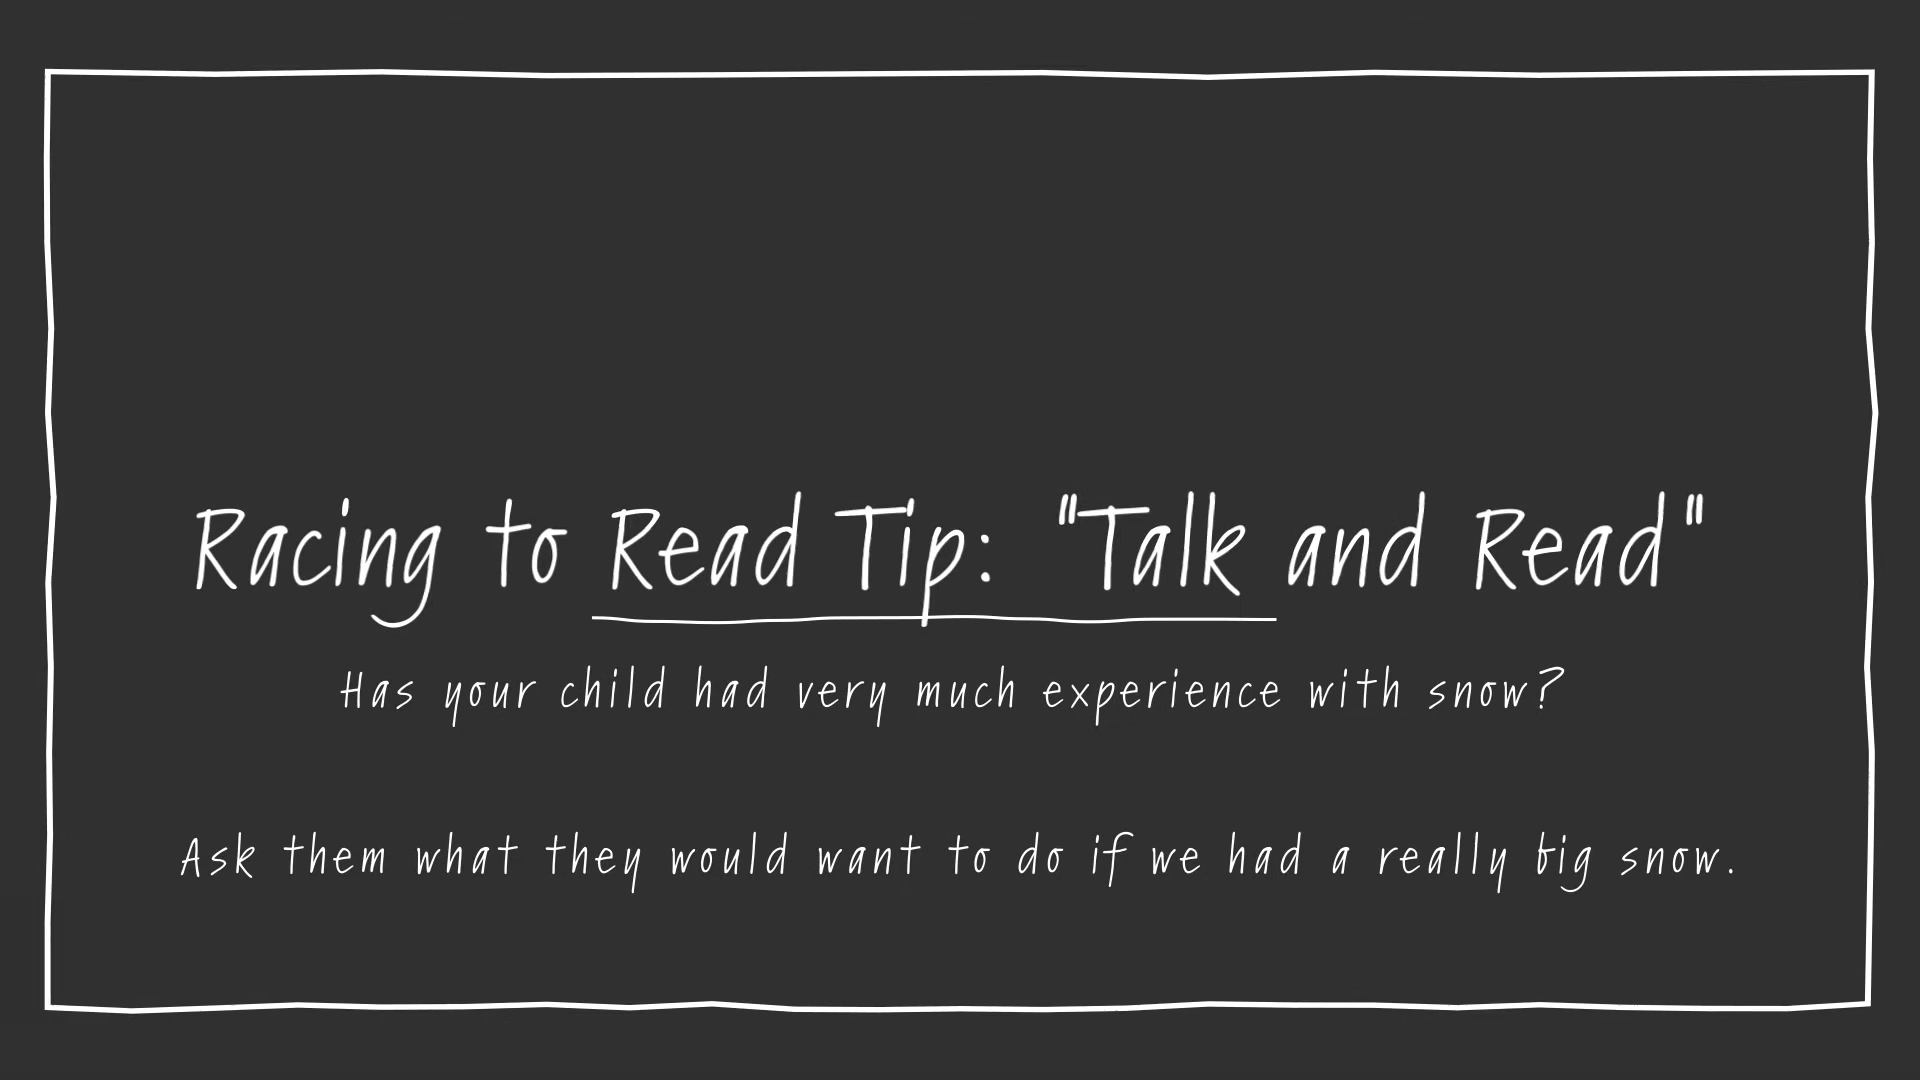 Racing to Read Tip: "Talk and Read"
Has your child had very much experience with snow?
Ask them what they would want to do if we had a really big snow.